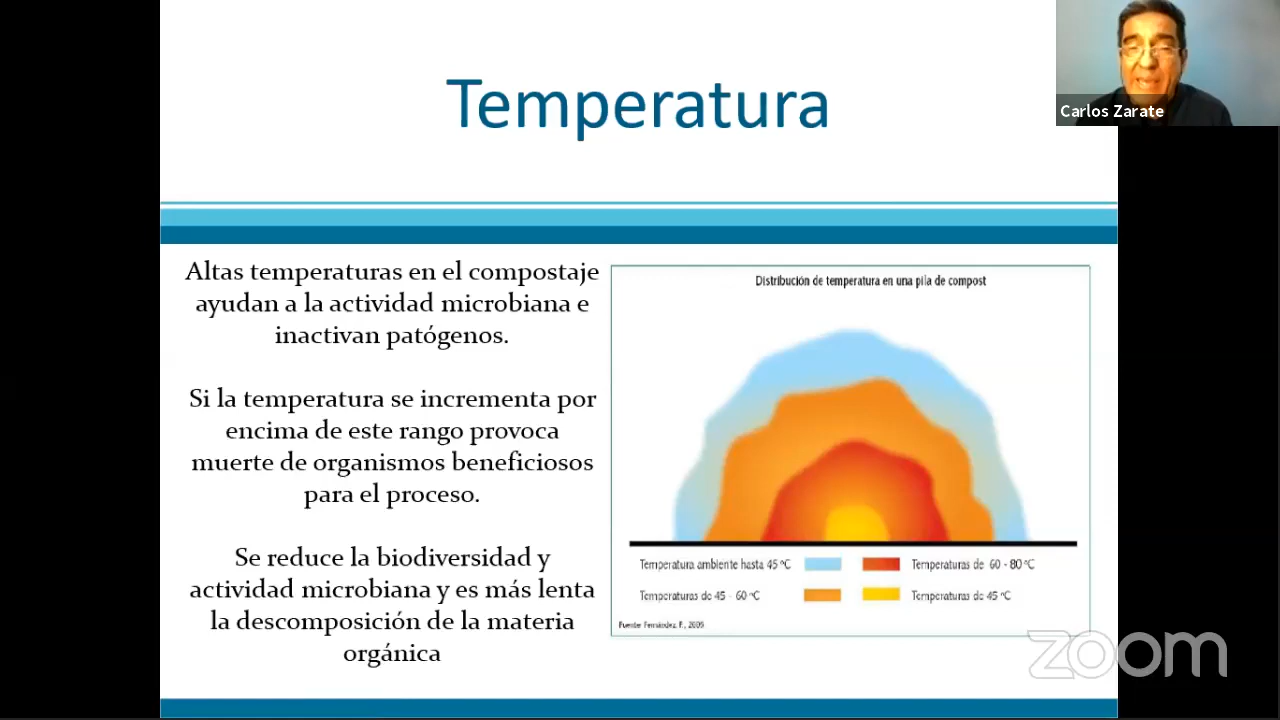 Temperatura
Carlos Zarate
Altas temperaturas en el compostaje
ayudan a la actividad microbiana e
inactivan patógenos.
Si la temperatura se incrementa por
encima de este rango provoca
muerte de organismos beneficiosos
para el proceso.
Se reduce la biodiversidad y
actividad microbiana y es más lenta
la descomposición de la materia
orgánica
Distribución de temperatura en una pila de compost
Temperatura ambiente hasta 45 ºC
Temperaturas de 60 - 80 ºC
Temperaturas de 45 - 60 ºC
Temperaturas de 45 ºC
Fuente: Fernández, P., 2005
zoom